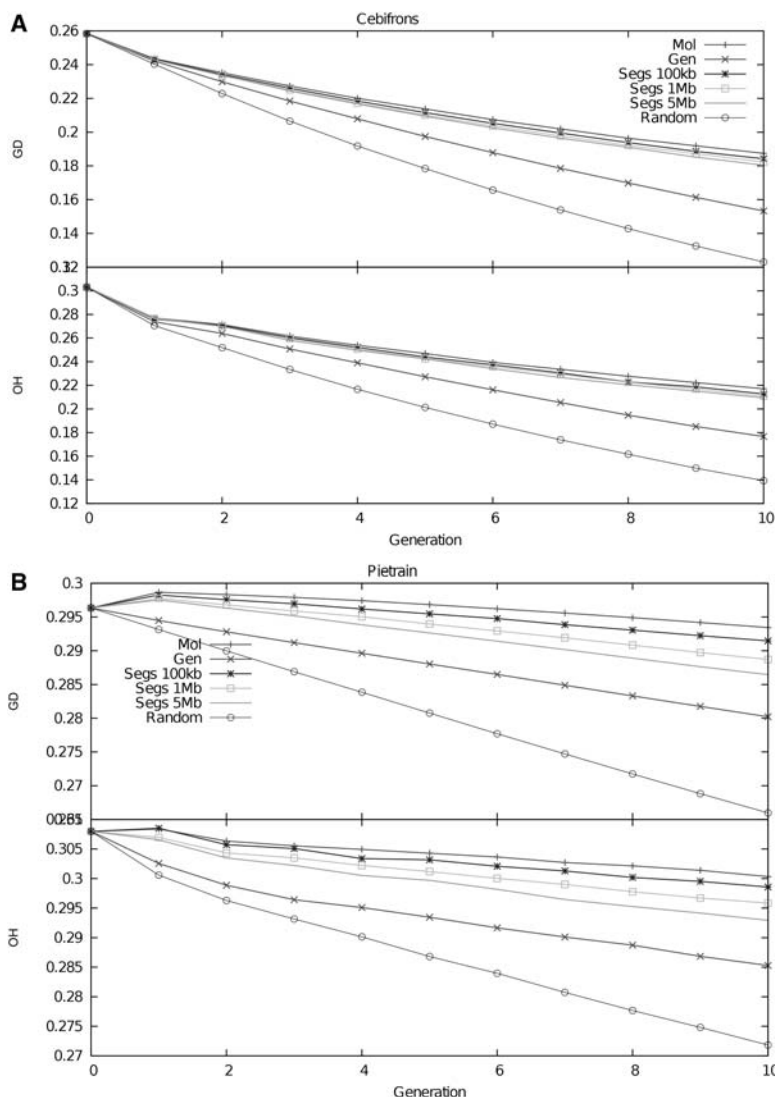 A
Cebifrons
0.26
0.24
0.22
0.2
0.18
0.16
0.14
GD
Mol
Gen
Segs 100kb
Segs 1Mb
Segs 5Mb
Random
0.3
0.28
0.26
0.24
0.22
0.2
0.18
0.16
0.14
0.12
OH
0 2 4 6 8 10
Generation
B
Pietrain
0.3
0.295
0.29
0.285
0.28
0.275
0.27
GD
Mol
Gen
Segs 100kb
Segs 1Mb
Segs 5Mb
Random
0.305
0.3
0.295
0.29
0.285
0.28
0.275
0.27
OH
0 2 4 6 8 10
Generation